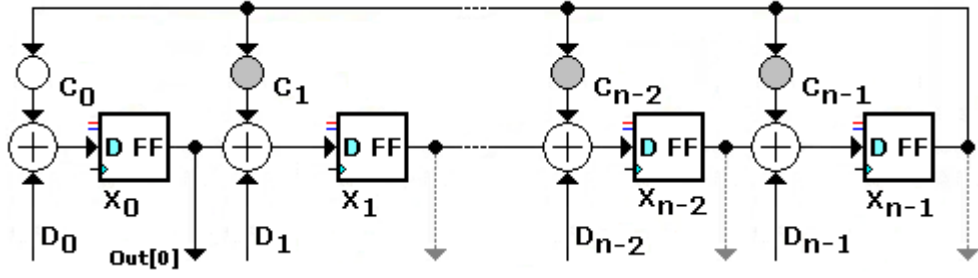 C0 C1 Cn-2 Cn-1
D FF D FF D FF D FF
X0 X1 Xn-2 Xn-1
D0 Out[0] D1 Dn-2 Dn-1